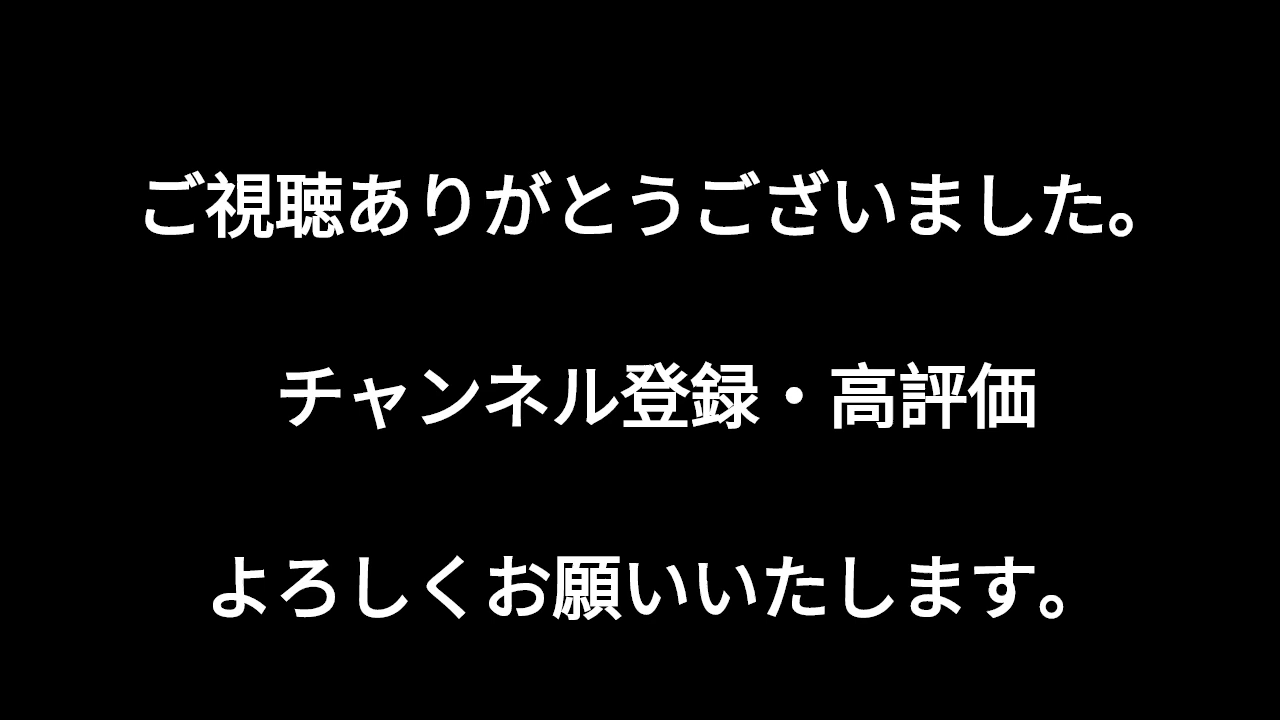 ご視聴ありがとうございました。
チャンネル登録・高評価
よろしくお願いいたします。